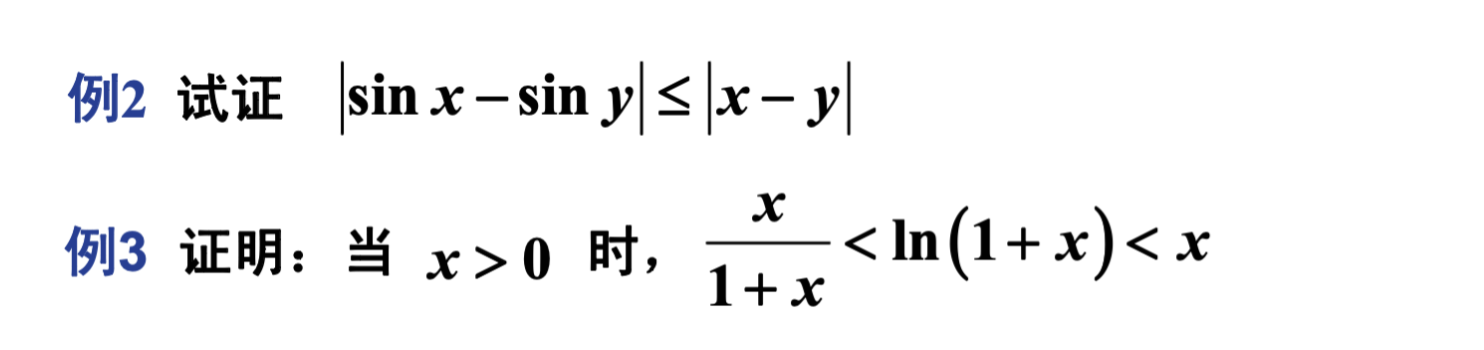 例2 试证 |sin x − sin y| ≤ |x − y|
例3 证明：当 x > 0 时， x/(1+x) < ln(1+x) < x